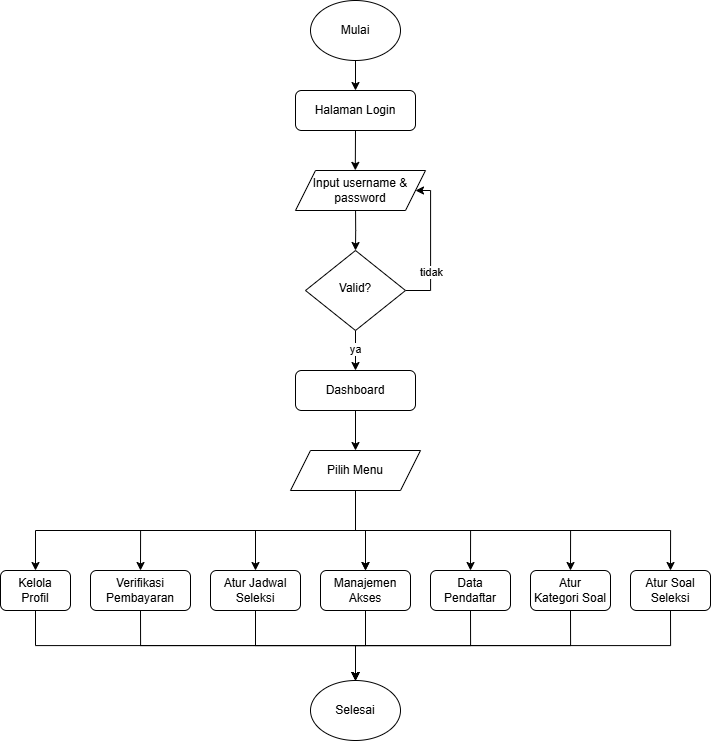 Mulai
Halaman Login
Input username &
password
Valid?
tidak
ya
Dashboard
Pilih Menu
Kelola
Profil
Verifikasi
Pembayaran
Atur Jadwal
Seleksi
Manajemen
Akses
Data
Pendaftar
Atur
Kategori Soal
Atur Soal
Seleksi
Selesai